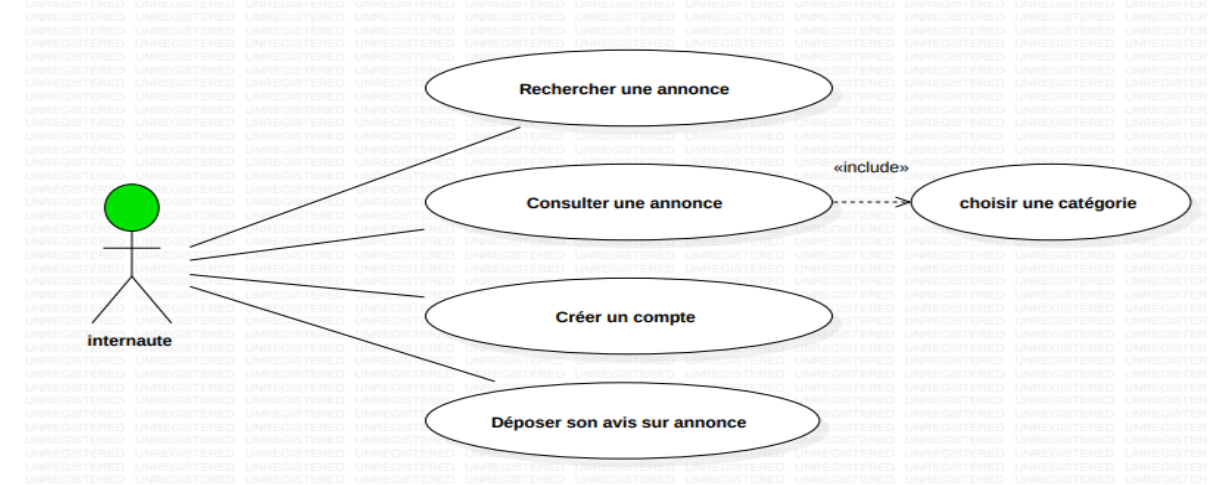 Rechercher une annonce
«include»
Consulter une annonce
choisir une catégorie
Créer un compte
internaute
Déposer son avis sur annonce
UNREGISTERED